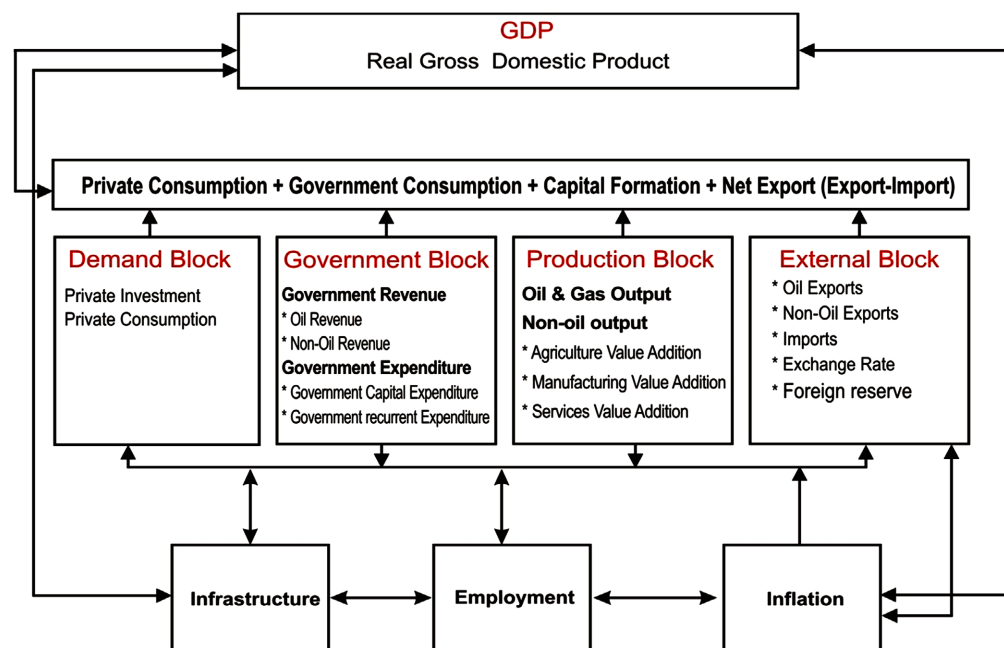 GDP
Real Gross Domestic Product
Private Consumption + Government Consumption + Capital Formation + Net Export (Export-Import)
Demand Block
Private Investment
Private Consumption
Government Block
Government Revenue
* Oil Revenue
* Non-Oil Revenue
Government Expenditure
* Government Capital Expenditure
* Government recurrent Expenditure
Production Block
Oil & Gas Output
Non-oil output
* Agriculture Value Addition
* Manufacturing Value Addition
* Services Value Addition
External Block
* Oil Exports
* Non-Oil Exports
* Imports
* Exchange Rate
* Foreign reserve
Infrastructure
Employment
Inflation